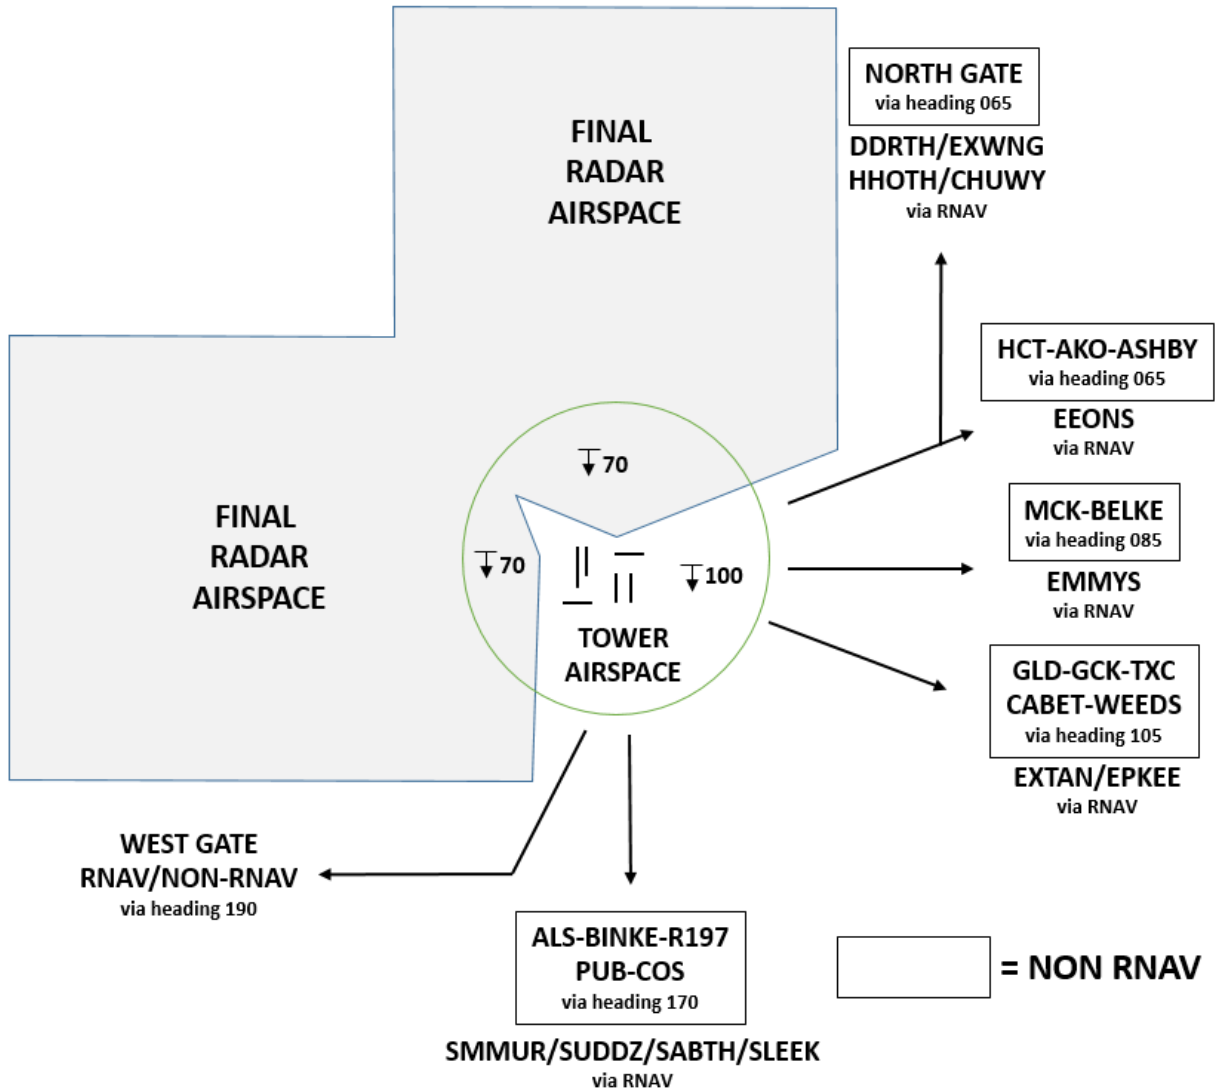 NORTH GATE
via heading 065
DDRTH/EXWNG
HHOTH/CHUWY
via RNAV
FINAL
RADAR
AIRSPACE
HCT-AKO-ASHBY
via heading 065
EEONS
via RNAV
70
MCK-BELKE
via heading 085
EMMYS
via RNAV
FINAL
RADAR
AIRSPACE
70
100
TOWER
AIRSPACE
GLD-GCK-TXC
CABET-WEEDS
via heading 105
EXTAN/EPKEE
via RNAV
WEST GATE
RNAV/NON-RNAV
via heading 190
ALS-BINKE-R197
PUB-COS
via heading 170
SMMUR/SUDDZ/SABTH/SLEEK
via RNAV
= NON RNAV